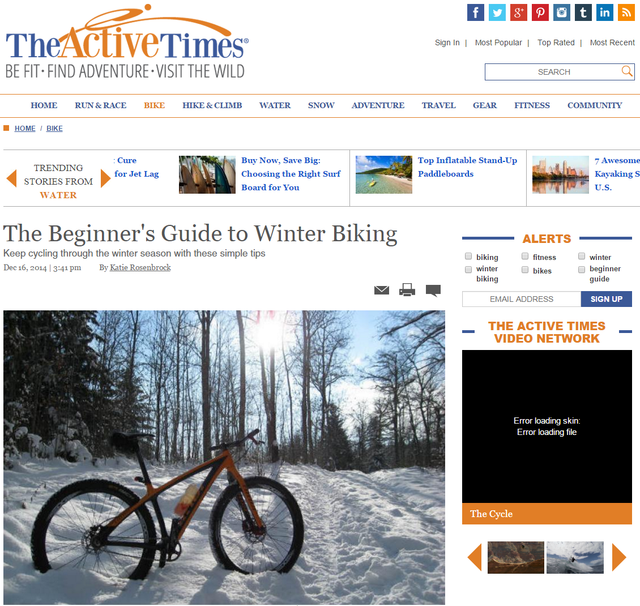 TheActiveTimes®
BE FIT · FIND ADVENTURE · VISIT THE WILD
Sign In | Most Popular | Top Rated | Most Recent
SEARCH
HOME RUN & RACE BIKE HIKE & CLIMB WATER SNOW ADVENTURE TRAVEL GEAR FITNESS COMMUNITY
HOME / BIKE
TRENDING
STORIES FROM
WATER
: Cure
for Jet Lag
Buy Now, Save Big:
Choosing the Right Surf
Board for You
Top Inflatable Stand-Up
Paddleboards
7 Awesome
Kayaking S
U.S.
The Beginner's Guide to Winter Biking
Keep cycling through the winter season with these simple tips
Dec 16, 2014 | 3:41 pm By Katie Rosenbrock
ALERTS
biking fitness winter
winter biking bikes beginner guide
EMAIL ADDRESS SIGN UP
THE ACTIVE TIMES
VIDEO NETWORK
Error loading skin:
Error loading file
The Cycle